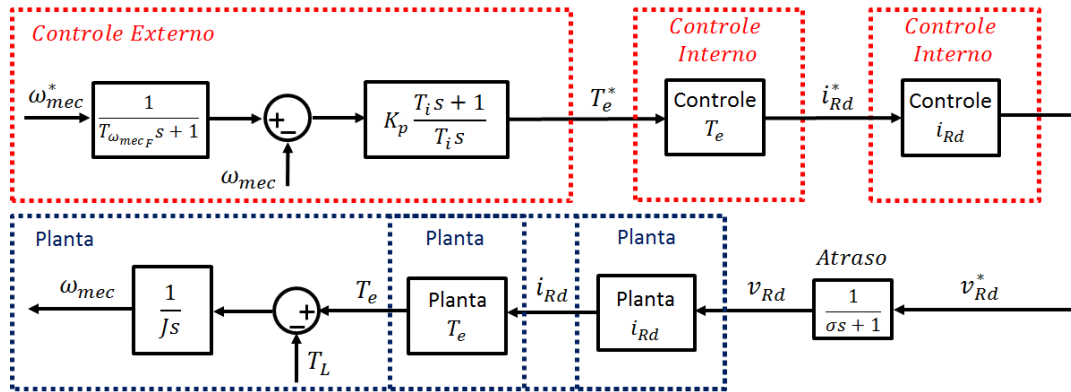 Controle Externo
Controle
Interno
Controle
Interno
ω*mec
1
TωmecF s + 1
+
−
ωmec
Kp Ti s + 1
Ti s
T*e
Controle
Te
i*Rd
Controle
iRd
Planta
Planta
Planta
Atraso
ωmec
1
Js
−
+
TL
Te
Planta
Te
iRd
Planta
iRd
vRd
1
σs + 1
v*Rd